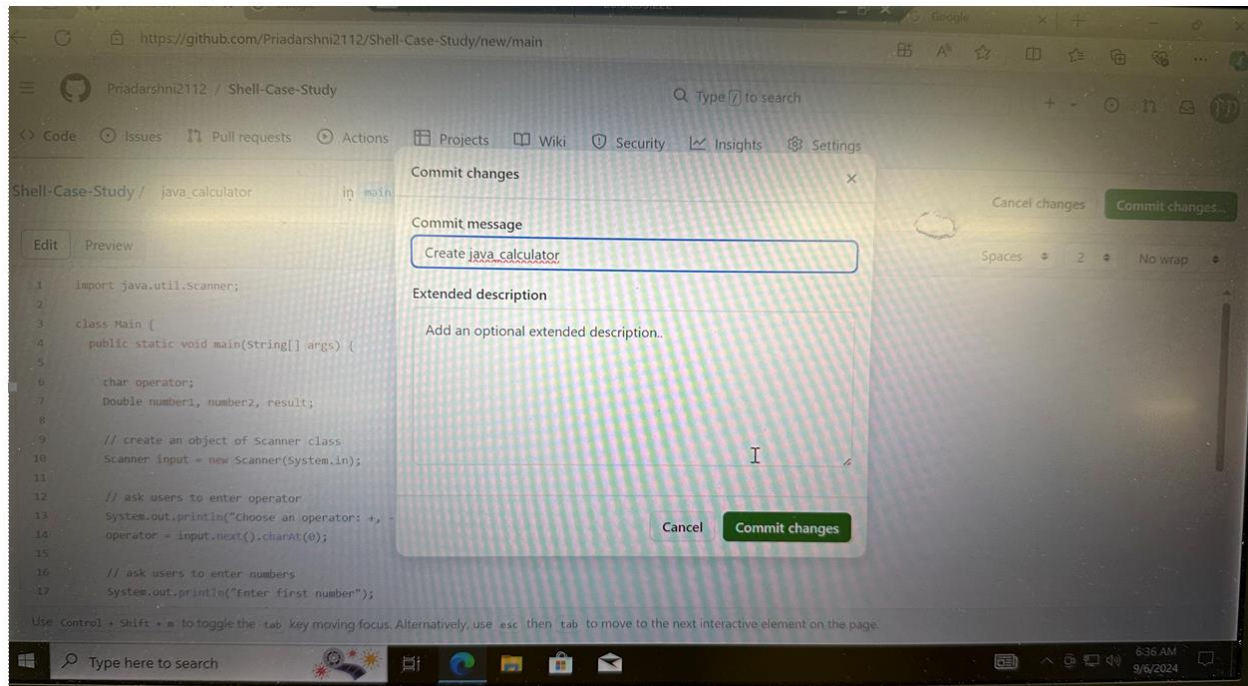 Google
https://github.com/Priadarshni2112/Shell-Case-Study/new/main
Priadarshni2112 / Shell-Case-Study
Type / to search
Code Issues Pull requests Actions Projects Wiki Security Insights Settings
Shell-Case-Study / java_calculator in main
Cancel changes Commit changes...
Edit Preview
Spaces 2 No wrap
1 import java.util.Scanner;
2
3 class Main {
4 public static void main(String[] args) {
5
6 char operator;
7 Double number1, number2, result;
8
9 // create an object of Scanner class
10 Scanner input = new Scanner(System.in);
11
12 // ask users to enter operator
13 System.out.println("Choose an operator: +, -
14 operator = input.next().charAt(0);
15
16 // ask users to enter numbers
17 System.out.println("Enter first number");
Commit changes
Commit message
Create java_calculator
Extended description
Add an optional extended description..
Cancel Commit changes
Use Control + Shift + m to toggle the tab key moving focus. Alternatively, use esc then tab to move to the next interactive element on the page.
Type here to search
6:36 AM
9/6/2024